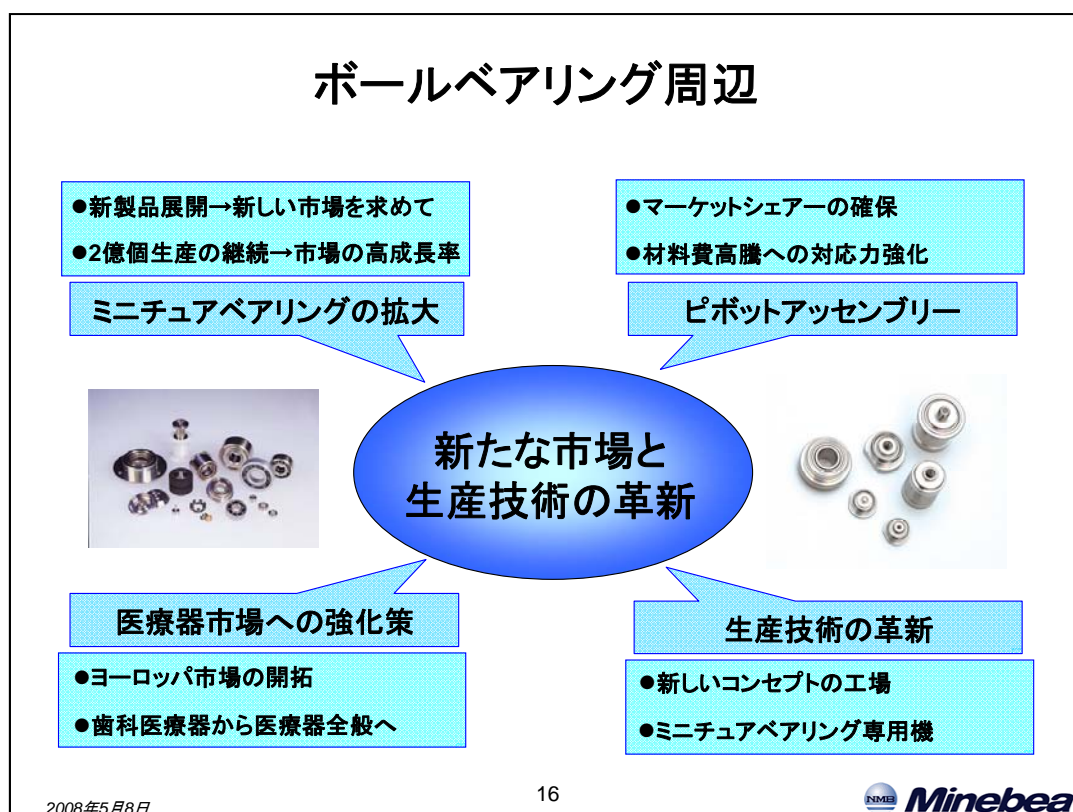 ボールベアリング周辺
●新製品展開→新しい市場を求めて
●2億個生産の継続→市場の高成長率
ミニチュアベアリングの拡大
●マーケットシェアーの確保
●材料費高騰への対応力強化
ピボットアッセンブリー
新たな市場と
生産技術の革新
医療器市場への強化策
●ヨーロッパ市場の開拓
●歯科医療器から医療器全般へ
生産技術の革新
●新しいコンセプトの工場
●ミニチュアベアリング専用機
2008年5月8日
16
NMB Minebea